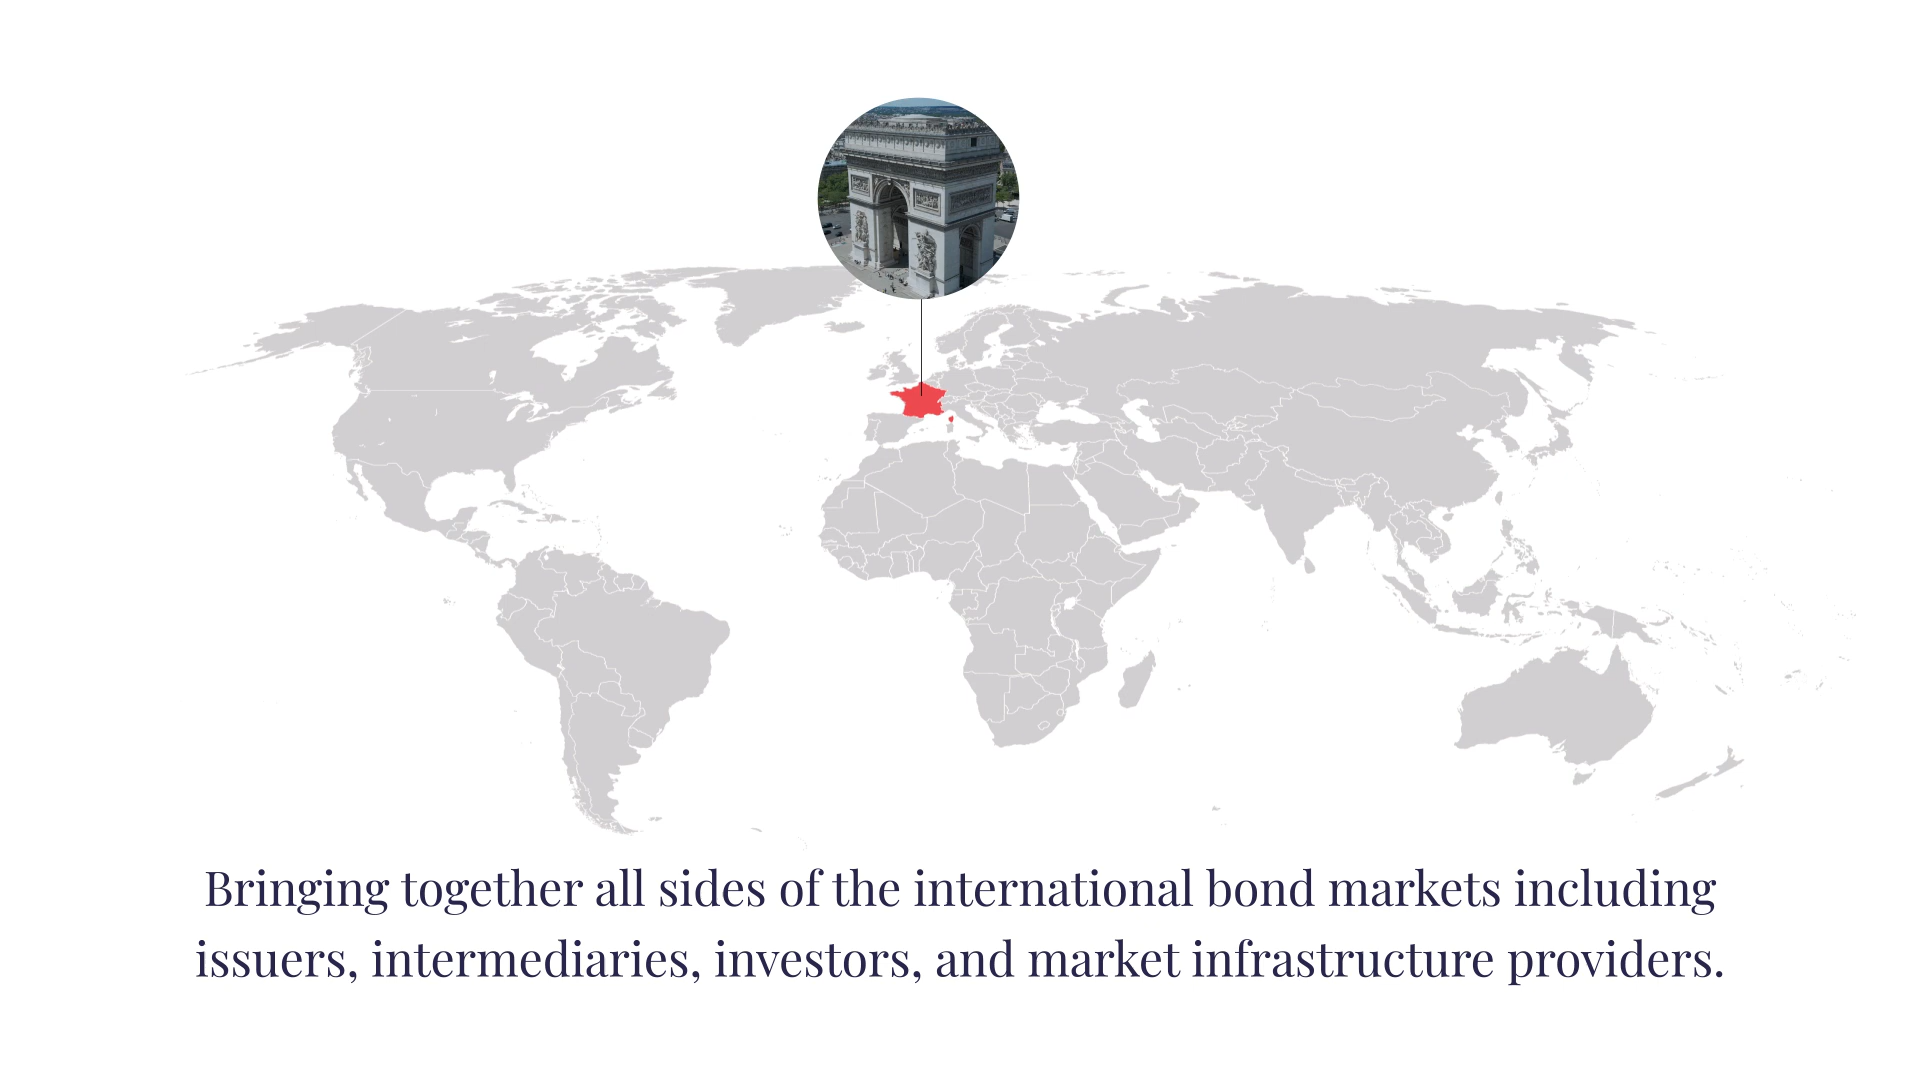 Bringing together all sides of the international bond markets including
issuers, intermediaries, investors, and market infrastructure providers.